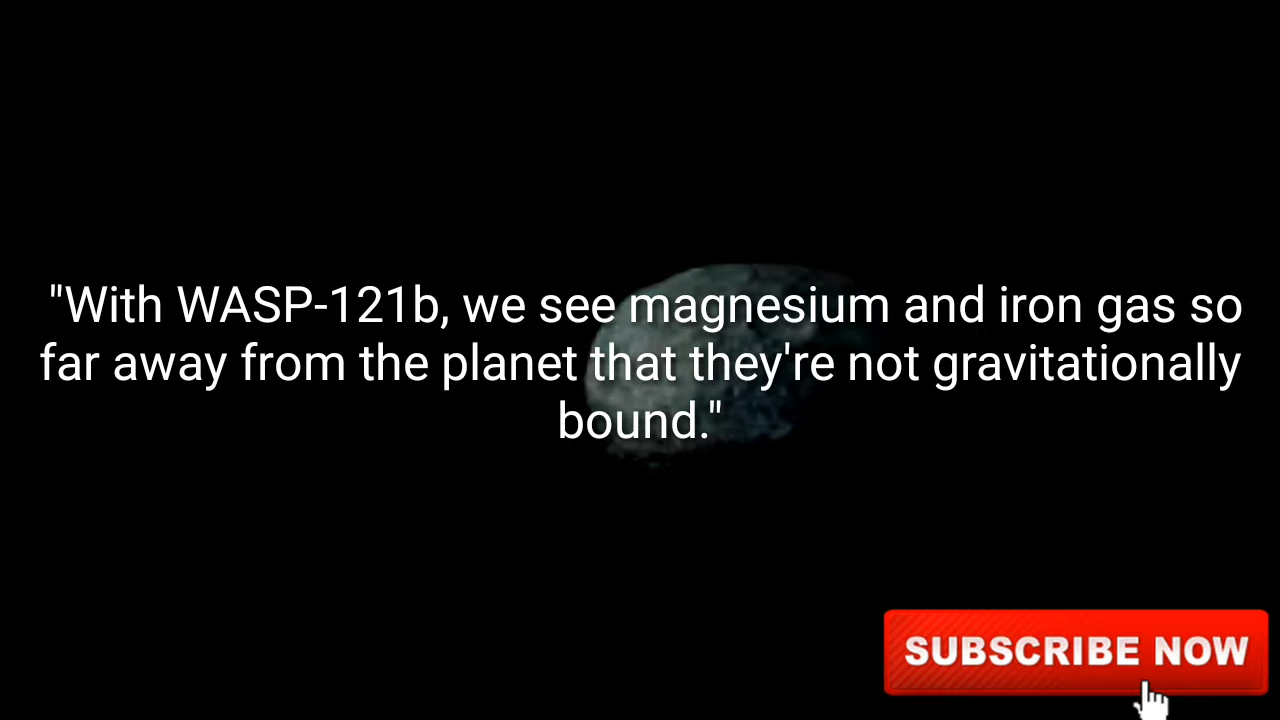 "With WASP-121b, we see magnesium and iron gas so
far away from the planet that they're not gravitationally
bound."
SUBSCRIBE NOW